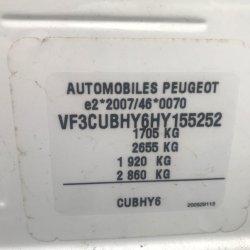 AUTOMOBILES PEUGEOT
e2*2007/46*0070
VF3CUBHY6HY155252
1705 KG
2655 KG
1 920 KG
2 860 KG
CUBHY6